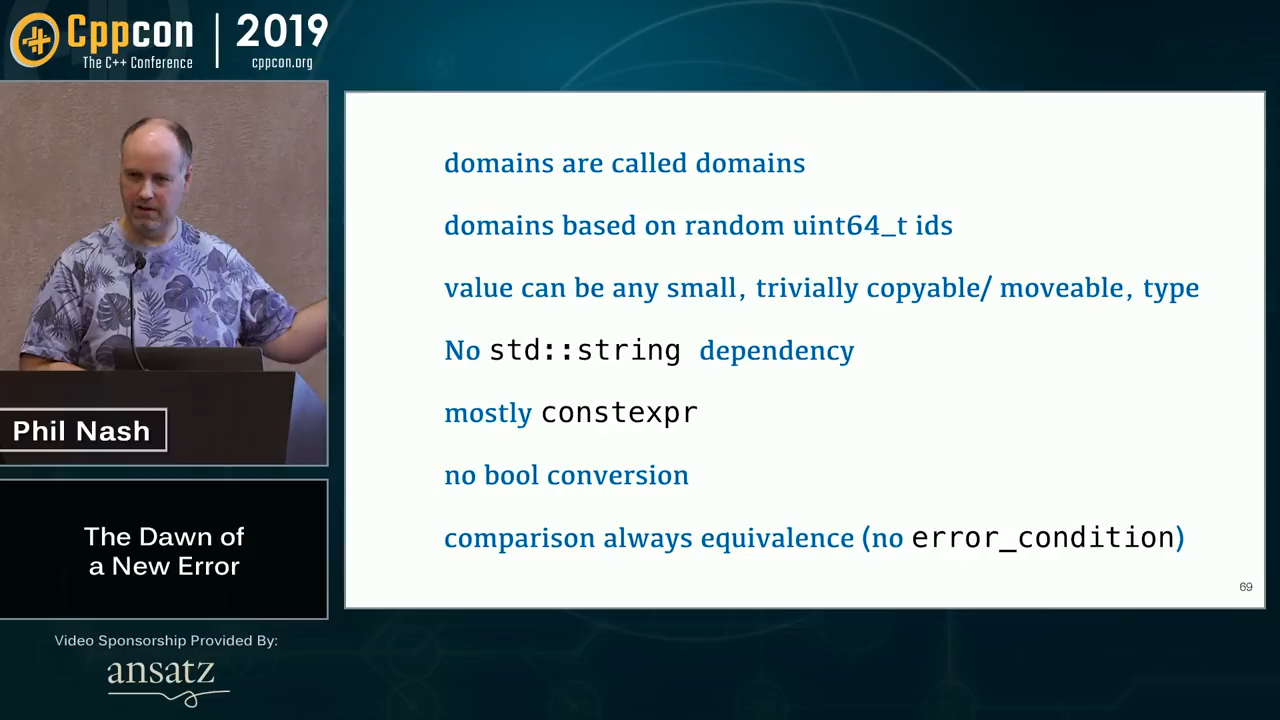 Cppcon
The C++ Conference
2019
cppcon.org
domains are called domains
domains based on random uint64_t ids
value can be any small, trivially copyable/ moveable, type
No std::string dependency
mostly constexpr
no bool conversion
comparison always equivalence (no error_condition)
69
Phil Nash
The Dawn of
a New Error
Video Sponsorship Provided By:
ansatz